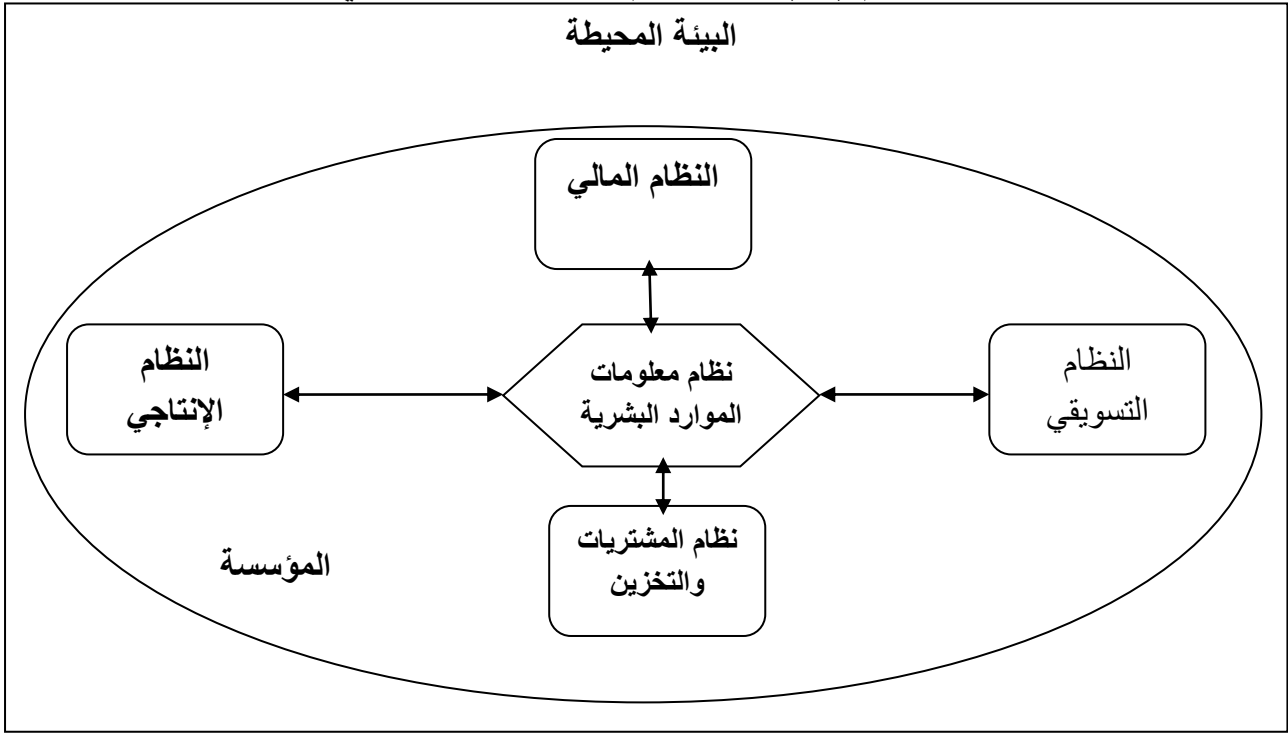 البيئة المحيطة
النظام المالي
النظام
التسويقي
نظام معلومات
الموارد البشرية
النظام
الإنتاجي
نظام المشتريات
والتخزين
المؤسسة